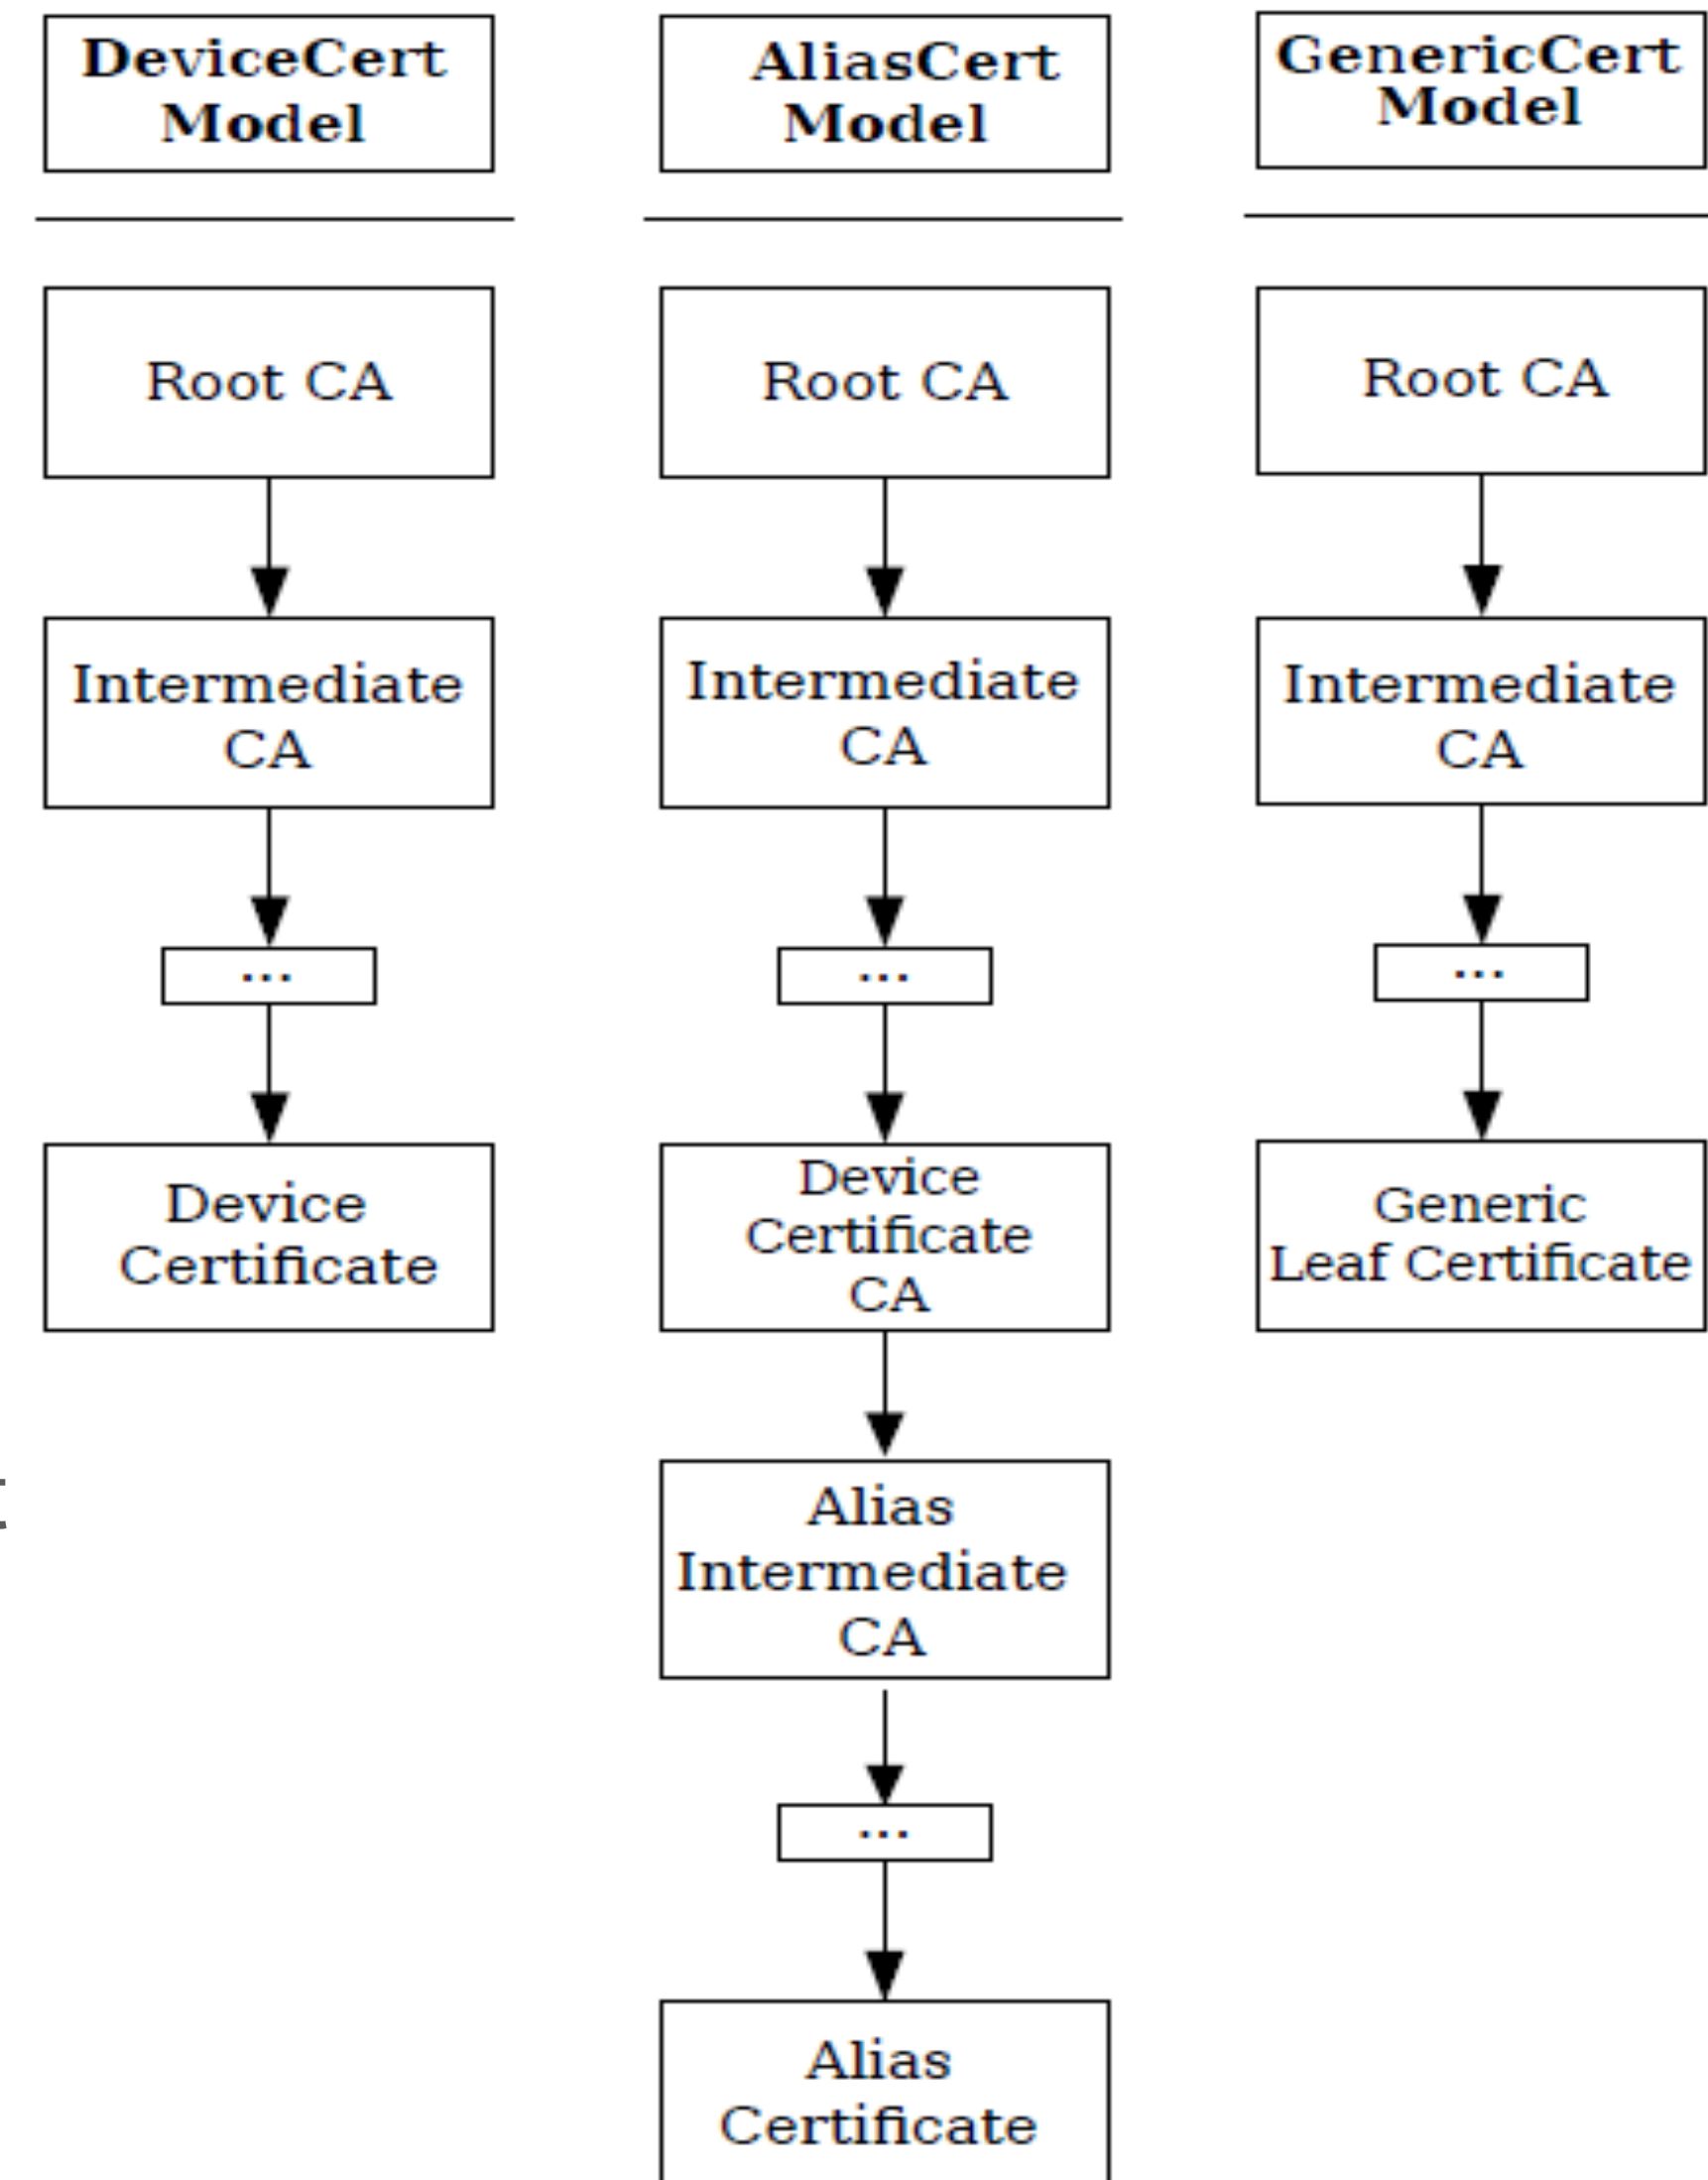 DeviceCert
Model
Root CA
Intermediate
CA
...
Device
Certificate
AliasCert
Model
Root CA
Intermediate
CA
...
Device
Certificate
CA
Alias
Intermediate
CA
...
Alias
Certificate
GenericCert
Model
Root CA
Intermediate
CA
...
Generic
Leaf Certificate